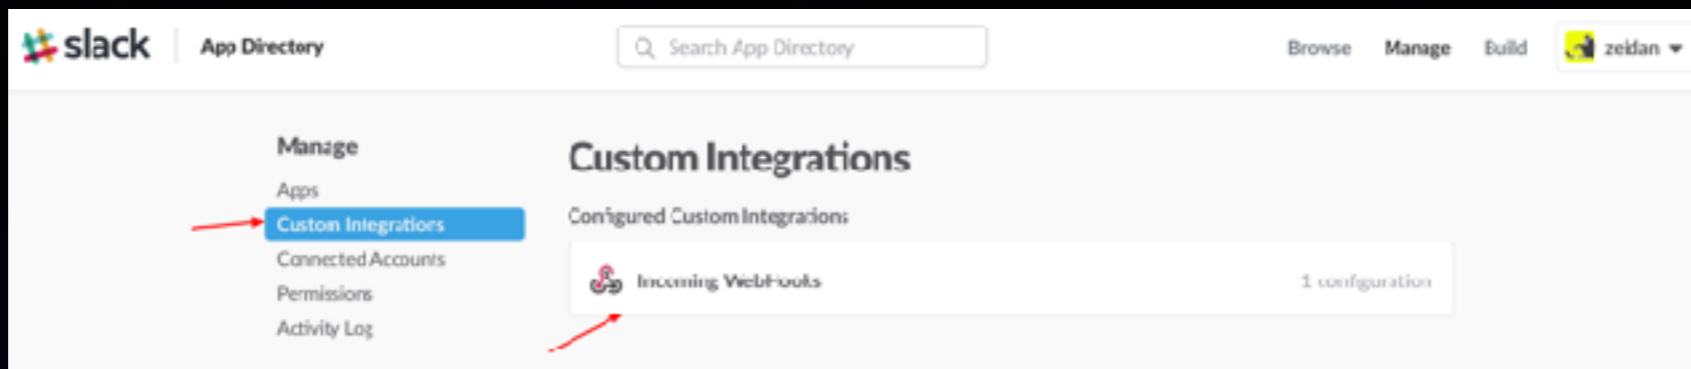 slack App Directory Search App Directory Browse Manage Build zeidan
Manage
Apps
Custom Integrations
Connected Accounts
Permissions
Activity Log
Custom Integrations
Configured Custom Integrations
Incoming WebHooks 1 configuration